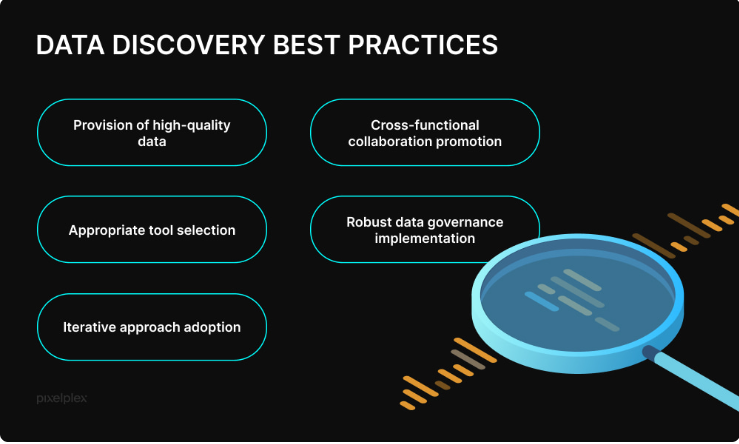 DATA DISCOVERY BEST PRACTICES
Provision of high-quality
data
Cross-functional
collaboration promotion
Appropriate tool selection
Robust data governance
implementation
Iterative approach adoption
pixelplex